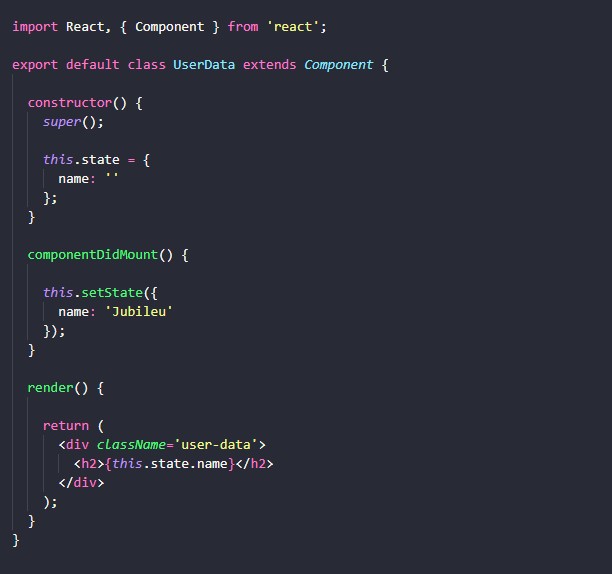 import React, { Component } from 'react';
export default class UserData extends Component {
constructor() {
super();
this.state = {
name: ''
};
}
componentDidMount() {
this.setState({
name: 'Jubileu'
});
}
render() {
return (
<div className='user-data'>
<h2>{this.state.name}</h2>
</div>
);
}
}